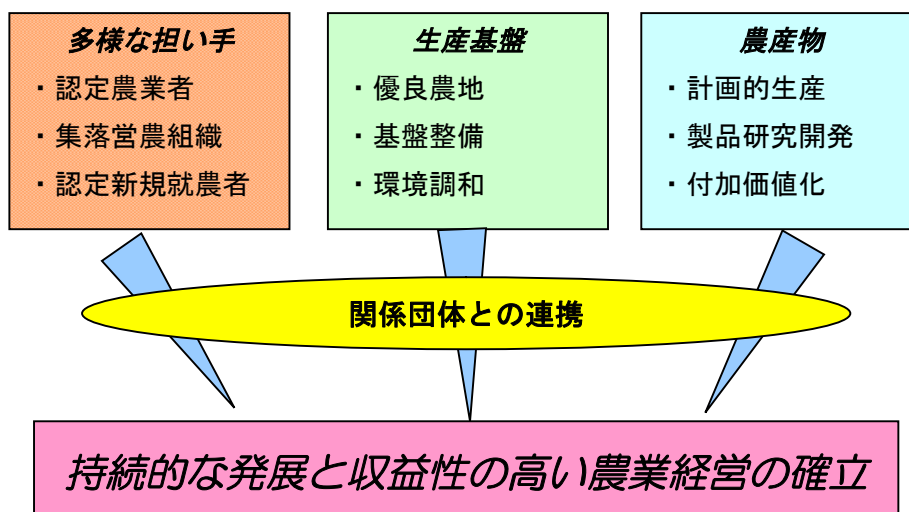 多様な担い手
・認定農業者
・集落営農組織
・認定新規就農者
生産基盤
・優良農地
・基盤整備
・環境調和
農産物
・計画的生産
・製品研究開発
・付加価値化
関係団体との連携
持続的な発展と収益性の高い農業経営の確立